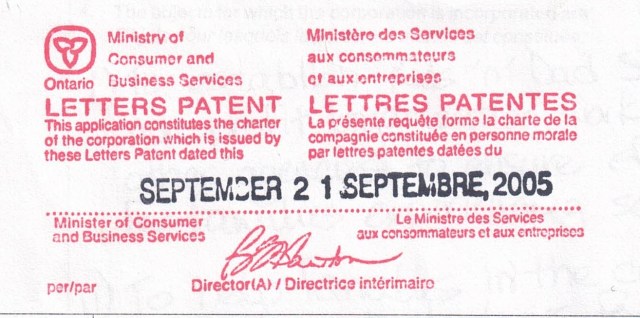 Ministry of
Consumer and
Business Services
Ontario
LETTERS PATENT
This application constitutes the charter
of the corporation which is issued by
these Letters Patent dated this
Ministère des Services
aux consommateurs
et aux entreprises
LETTRES PATENTES
La présente requête forme la charte de la
compagnie constituée en personne morale
par lettres patentes datées du
SEPTEMBER 2 1 SEPTEMBRE, 2005
Minister of Consumer
and Business Services
Le Ministre des Services
aux consommateurs et aux entreprises
per/par
Director(A) / Directrice intérimaire